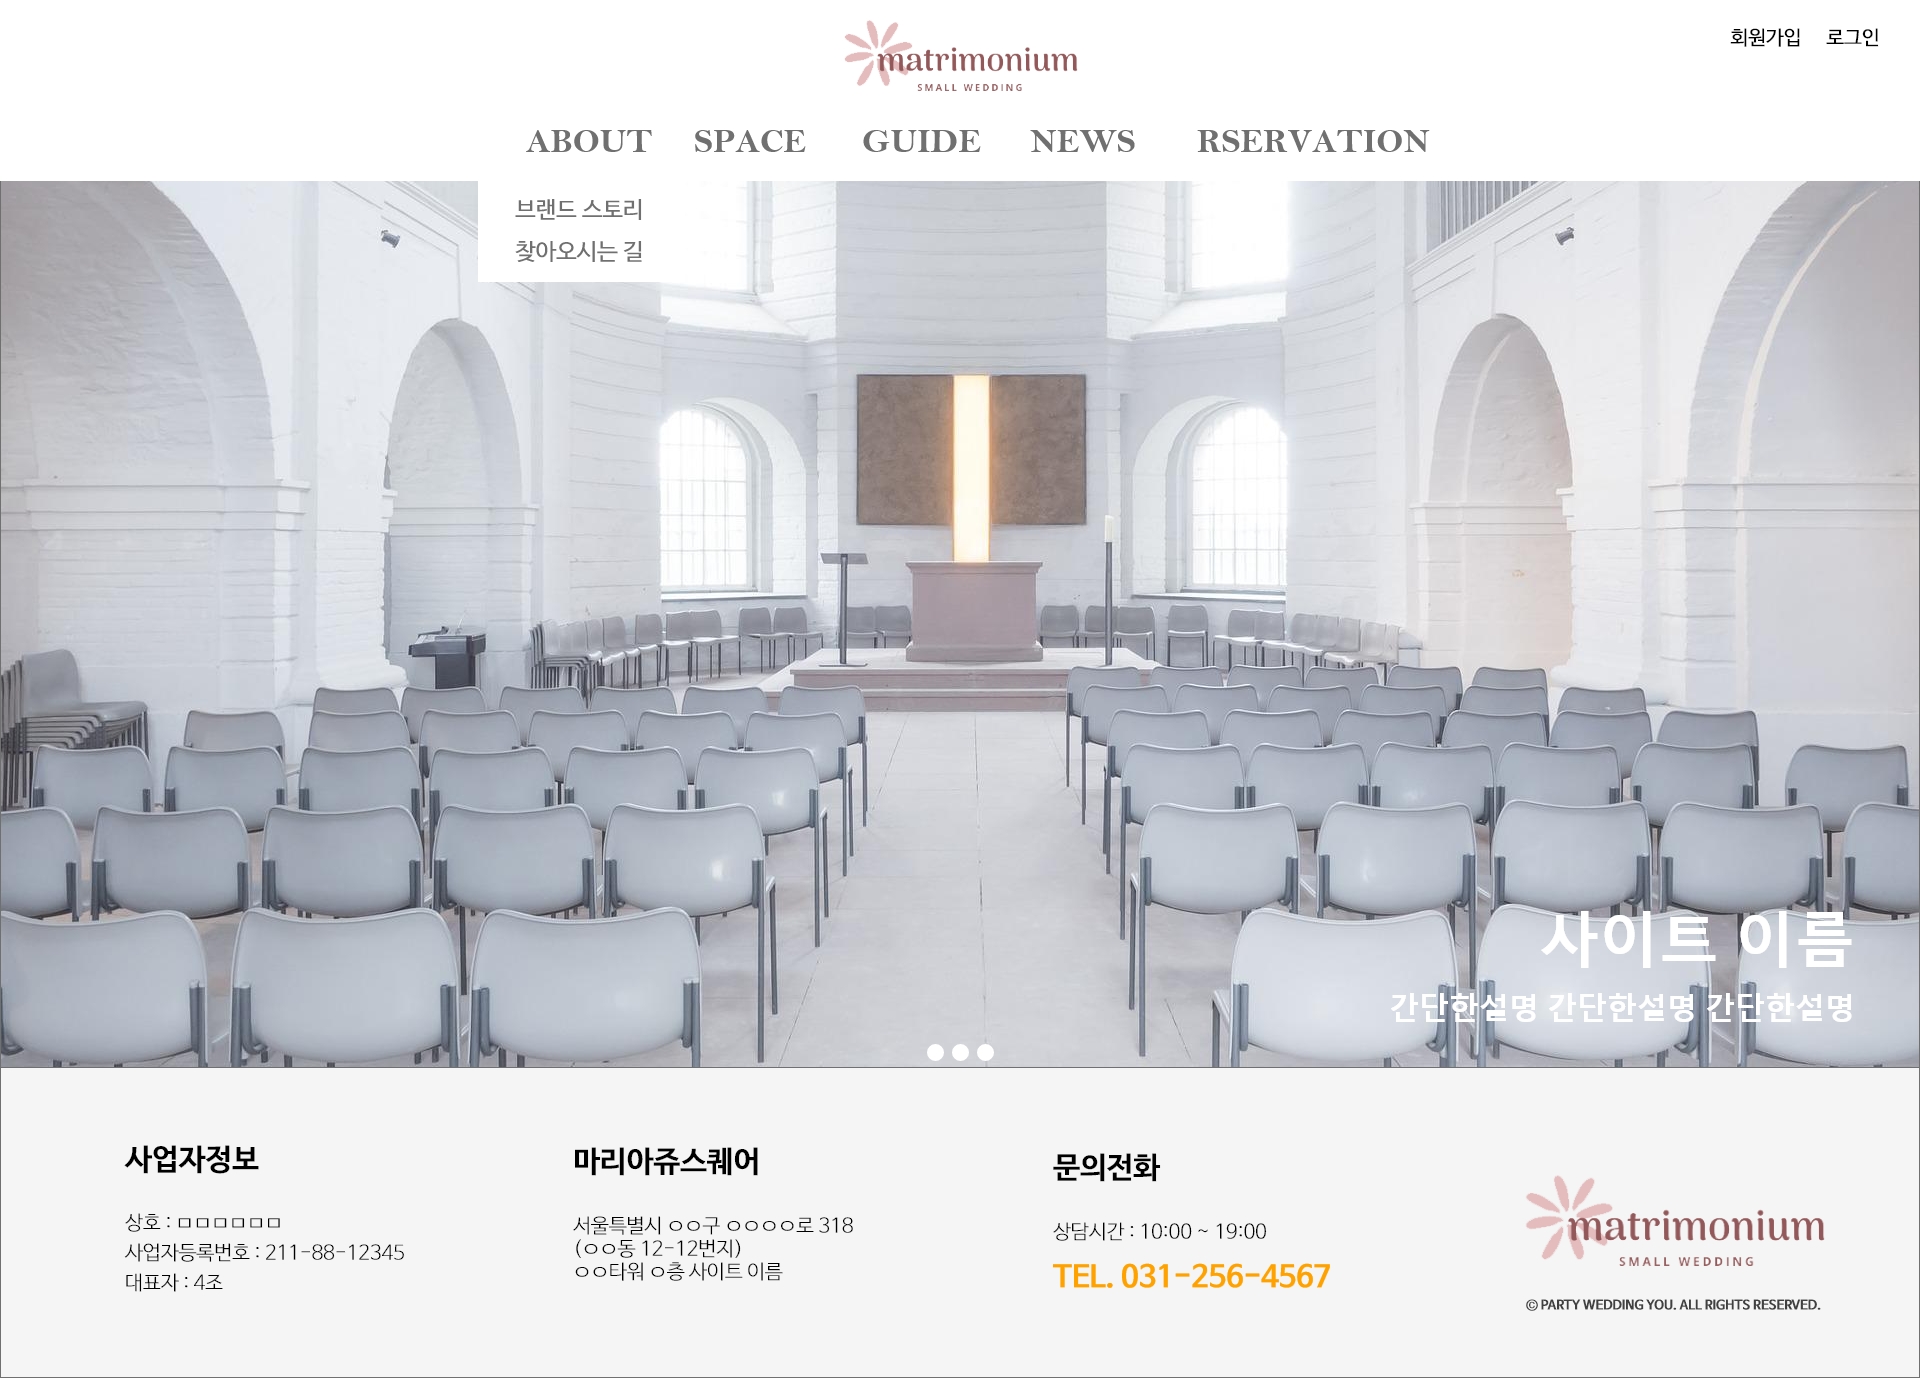 matrimonium
SMALL WEDDING
회원가입 로그인
ABOUT SPACE GUIDE NEWS RSERVATION
브랜드 스토리
찾아오시는 길
사이트 이름
간단한설명 간단한설명 간단한설명
사업자정보
상호 : ㅁㅁㅁㅁㅁㅁ
사업자등록번호 : 211-88-12345
대표자 : 4조
마리아쥬스퀘어
서울특별시 ㅇㅇ구 ㅇㅇㅇㅇ로 318
(ㅇㅇ동 12-12번지)
ㅇㅇ타워 ㅇ층 사이트 이름
문의전화
상담시간 : 10:00 ~ 19:00
TEL. 031-256-4567
matrimonium
SMALL WEDDING
© PARTY WEDDING YOU. ALL RIGHTS RESERVED.